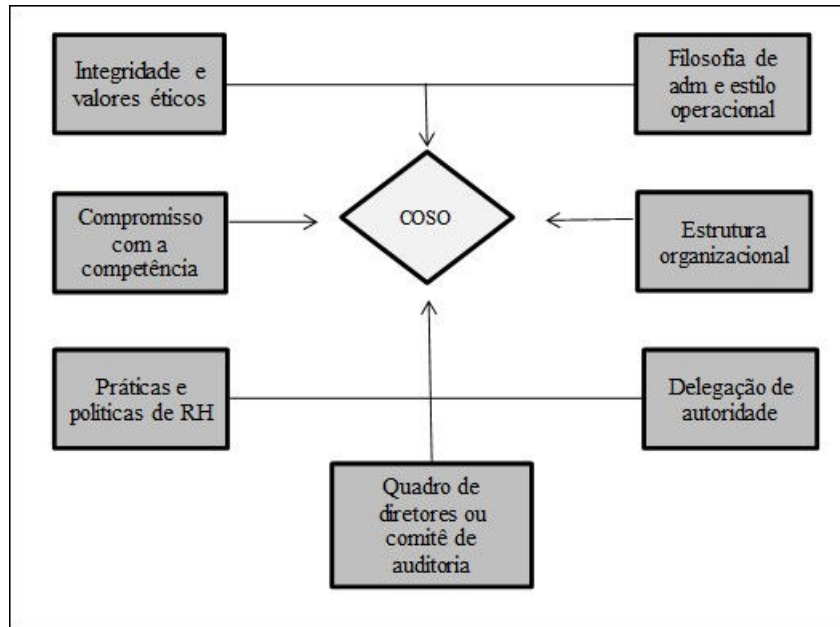 Integridade e
valores éticos
Filosofia de
adm e estilo
operacional
Compromisso
com a
competência
COSO
Estrutura
organizacional
Práticas e
politicas de RH
Delegação de
autoridade
Quadro de
diretores ou
comitê de
auditoria